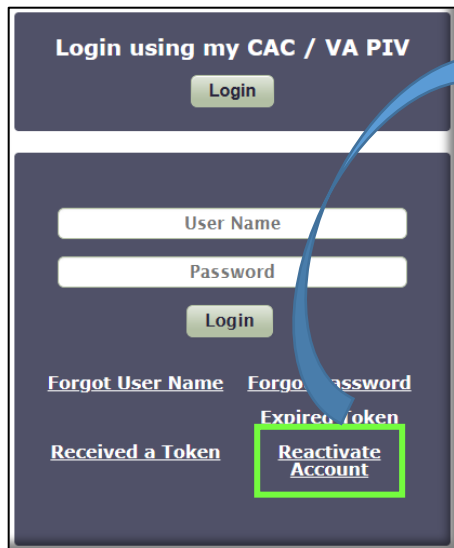 Login using my CAC / VA PIV
Login
User Name
Password
Login
Forgot User Name Forgot Password
Expired Token
Received a Token Reactivate
Account